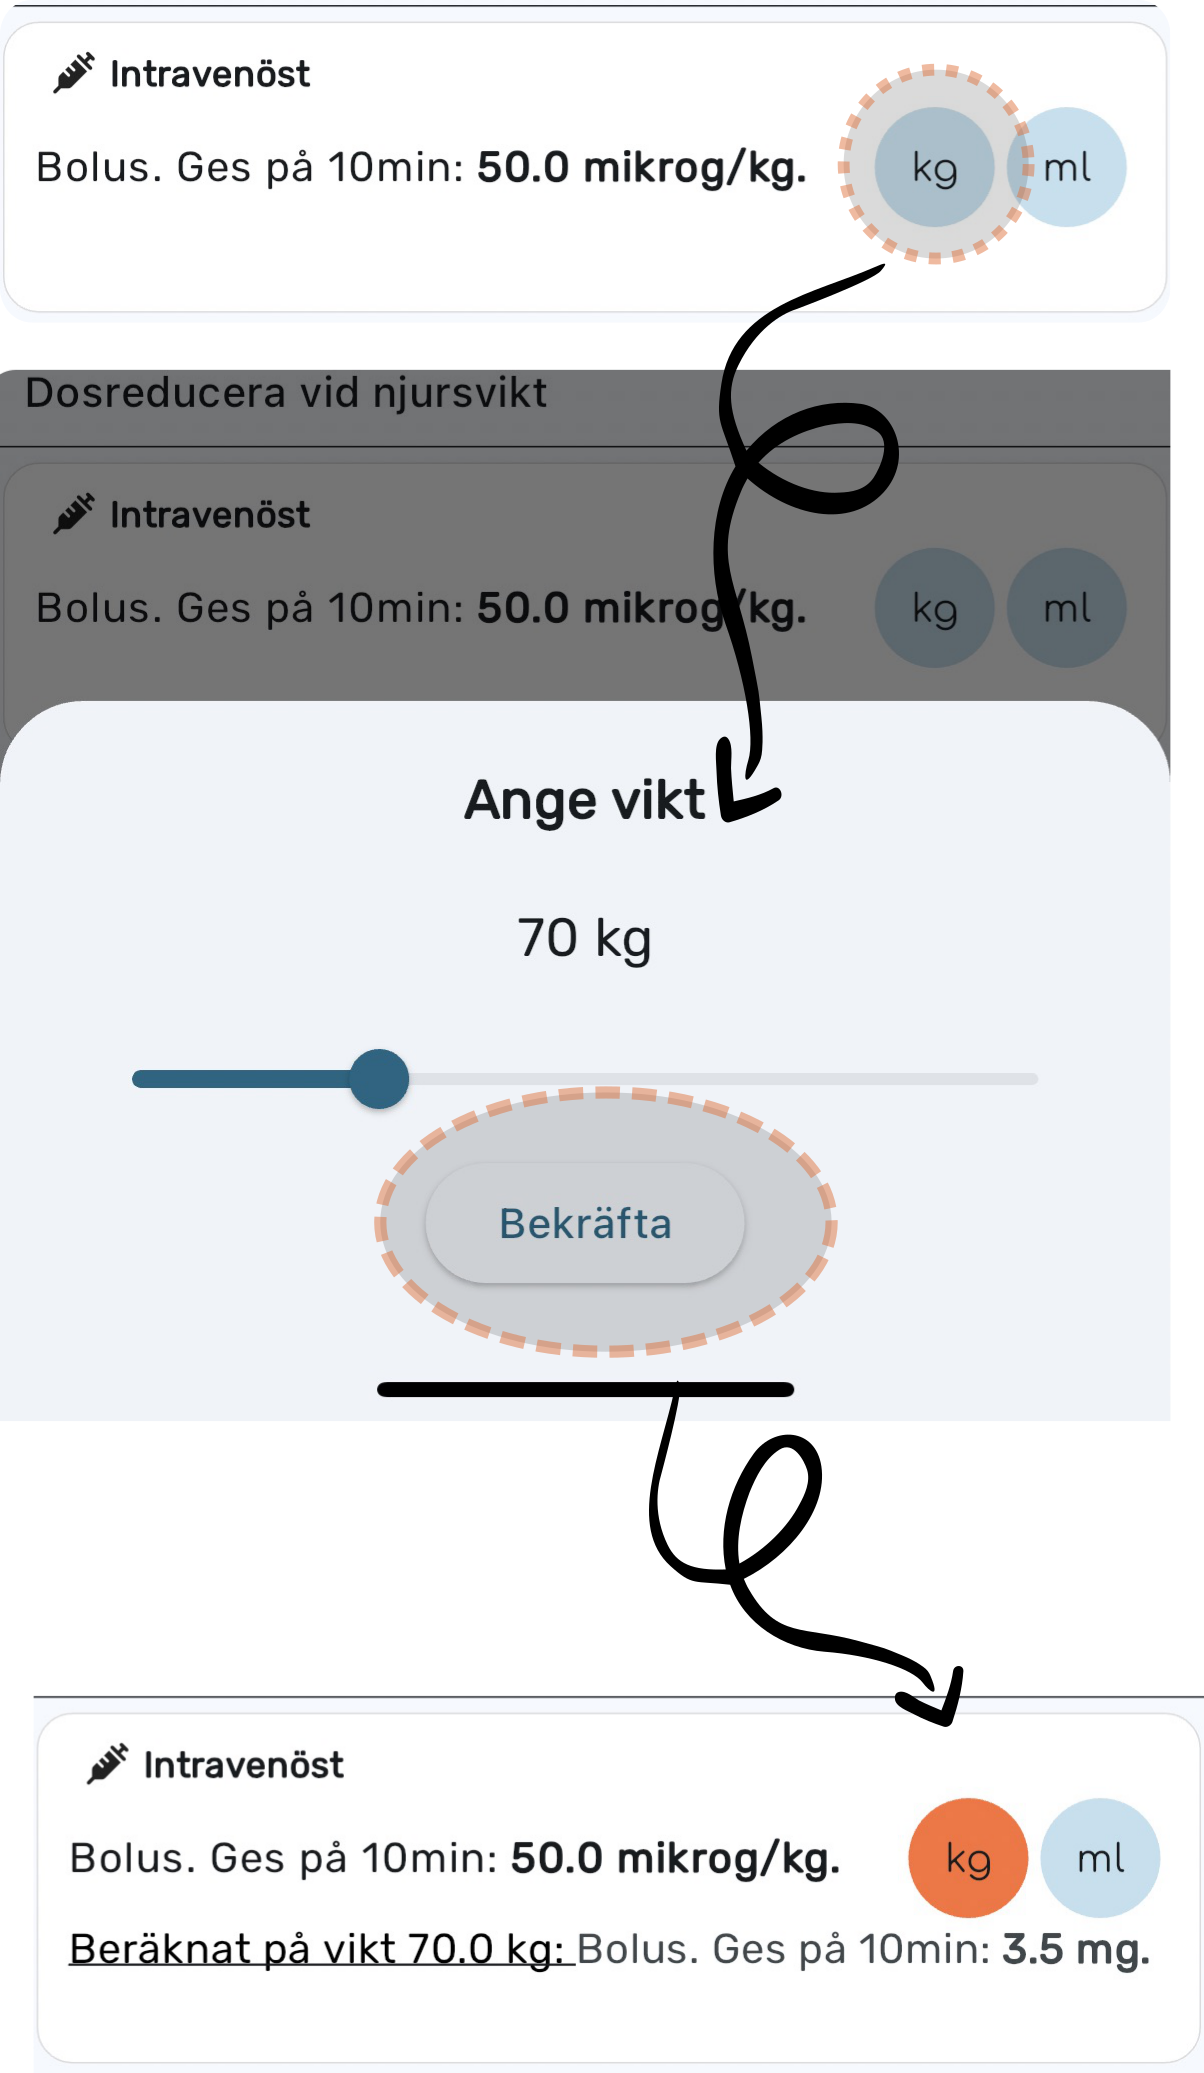 Intravenöst
Bolus. Ges på 10min: 50.0 mikrog/kg.
kg
ml
Dosreducera vid njursvikt
Intravenöst
Bolus. Ges på 10min: 50.0 mikrog/kg.
kg
ml
Ange vikt
70 kg
Bekräfta
Intravenöst
Bolus. Ges på 10min: 50.0 mikrog/kg.
kg
ml
Beräknat på vikt 70.0 kg: Bolus. Ges på 10min: 3.5 mg.